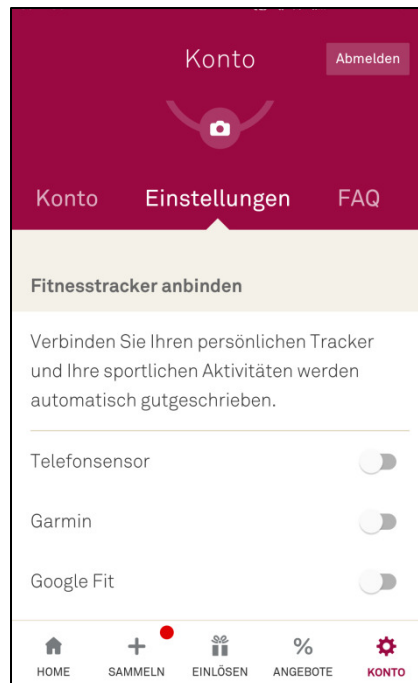 Konto
Abmelden
Konto Einstellungen FAQ
Fitnesstracker anbinden
Verbinden Sie Ihren persönlichen Tracker
und Ihre sportlichen Aktivitäten werden
automatisch gutgeschrieben.
Telefonsensor
Garmin
Google Fit
HOME SAMMELN EINLÖSEN ANGEBOTE KONTO